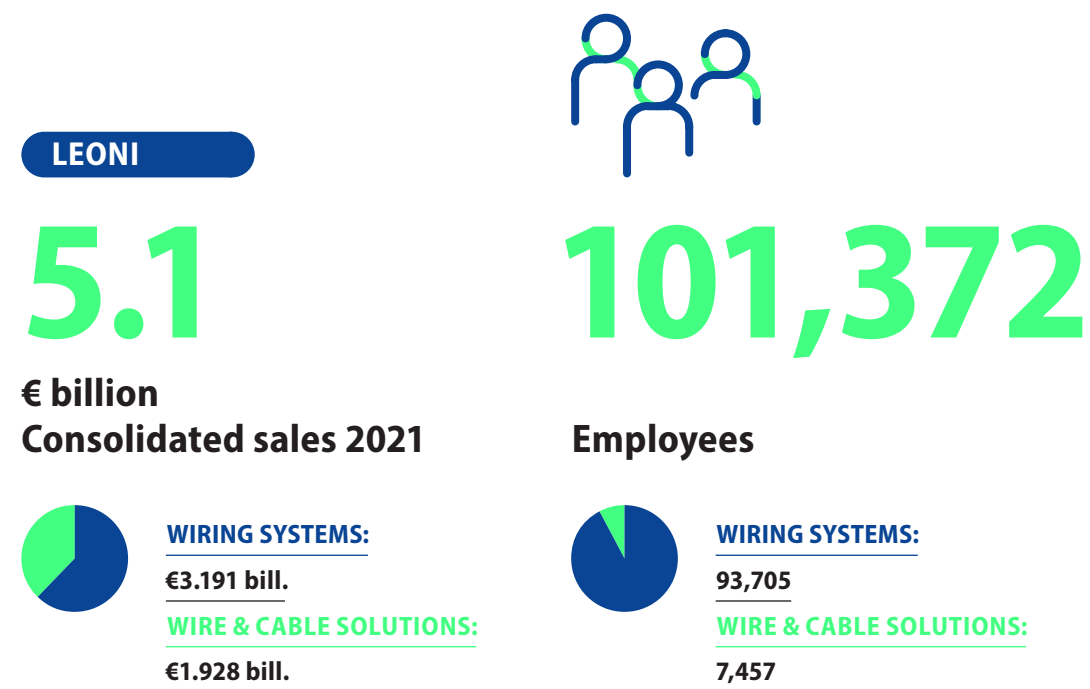 LEONI
5.1
€ billion
Consolidated sales 2021
WIRING SYSTEMS:
€3.191 bill.
WIRE & CABLE SOLUTIONS:
€1.928 bill.
101,372
Employees
WIRING SYSTEMS:
93,705
WIRE & CABLE SOLUTIONS:
7,457